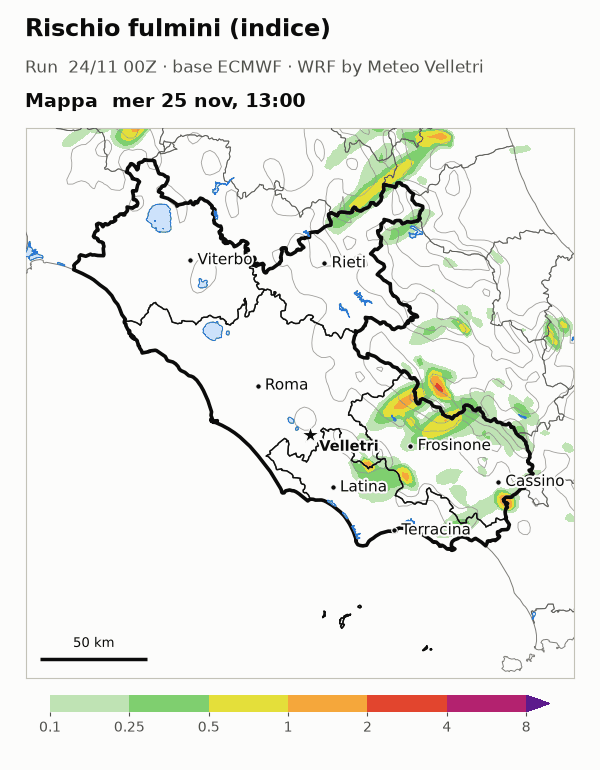 Rischio fulmini (indice)
Run  24/11 00Z · base ECMWF · WRF by Meteo Velletri
Mappa  mer 25 nov, 13:00
Viterbo
Rieti
Roma
Velletri
Frosinone
Latina
Cassino
Terracina
50 km
0.1 0.25 0.5 1 2 4 8